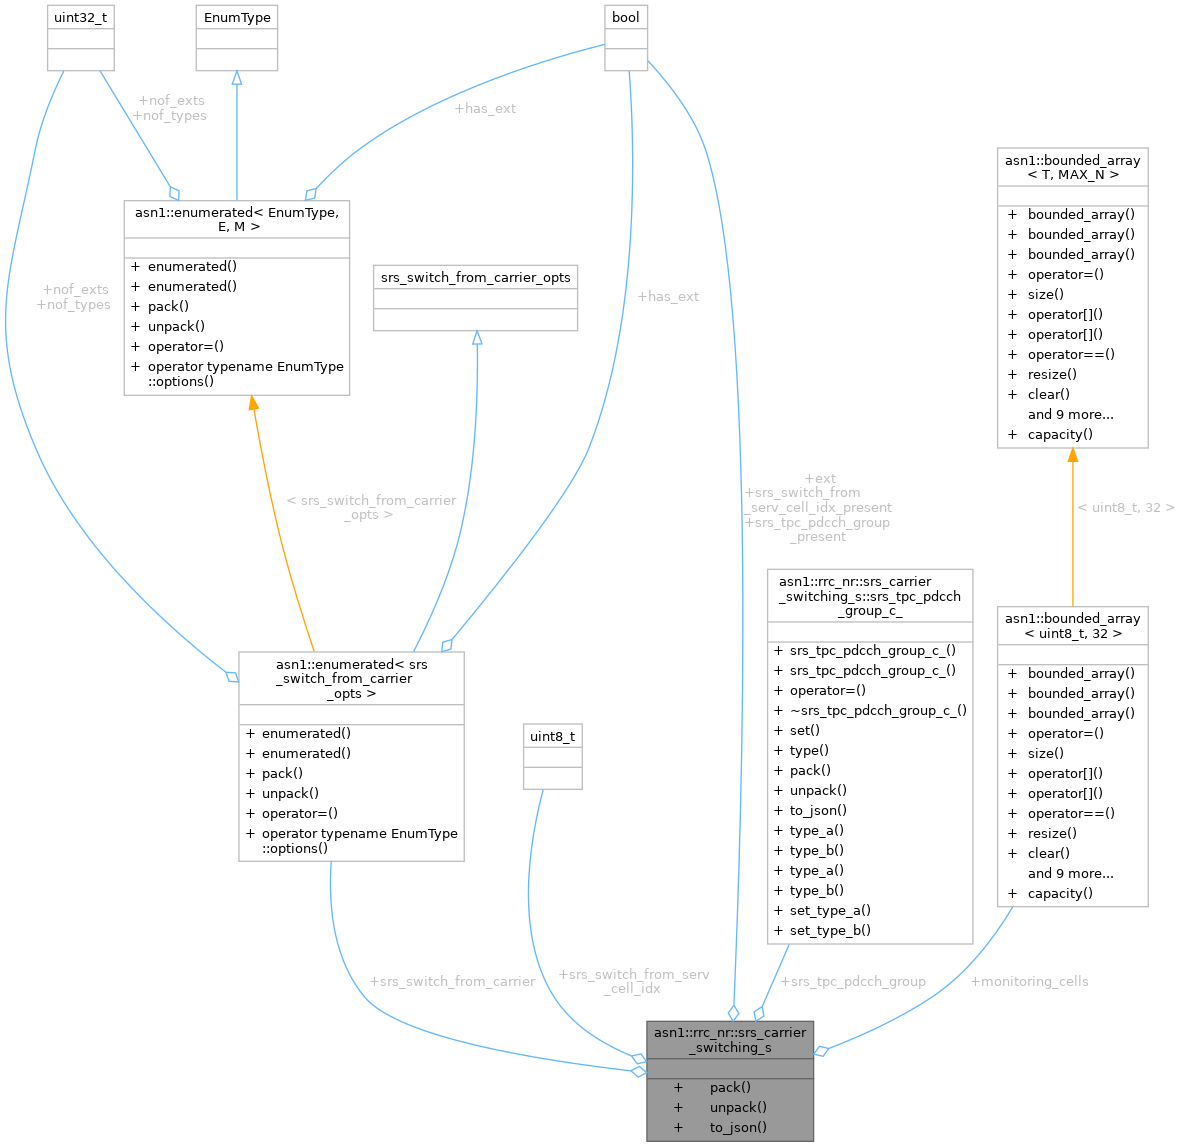 uint32_t
EnumType
bool
+nof_exts
+nof_types
+has_ext
asn1::bounded_array
< T, MAX_N >
+ bounded_array()
+ bounded_array()
+ bounded_array()
+ operator=()
+ size()
+ operator[]()
+ operator[]()
+ operator==()
+ resize()
+ clear()
and 9 more...
+ capacity()
asn1::enumerated< EnumType,
E, M >
+ enumerated()
+ enumerated()
+ pack()
+ unpack()
+ operator=()
+ operator typename EnumType
::options()
srs_switch_from_carrier_opts
+nof_exts
+nof_types
+has_ext
< srs_switch_from_carrier
_opts >
+ext
+srs_switch_from
_serv_cell_idx_present
+srs_tpc_pdcch_group
_present
< uint8_t, 32 >
asn1::rrc_nr::srs_carrier
_switching_s::srs_tpc_pdcch
_group_c_
+ srs_tpc_pdcch_group_c_()
+ srs_tpc_pdcch_group_c_()
+ operator=()
+ ~srs_tpc_pdcch_group_c_()
+ set()
+ type()
+ pack()
+ unpack()
+ to_json()
+ type_a()
+ type_b()
+ type_a()
+ type_b()
+ set_type_a()
+ set_type_b()
asn1::bounded_array
< uint8_t, 32 >
+ bounded_array()
+ bounded_array()
+ bounded_array()
+ operator=()
+ size()
+ operator[]()
+ operator[]()
+ operator==()
+ resize()
+ clear()
and 9 more...
+ capacity()
asn1::enumerated< srs
_switch_from_carrier
_opts >
+ enumerated()
+ enumerated()
+ pack()
+ unpack()
+ operator=()
+ operator typename EnumType
::options()
uint8_t
+srs_switch_from_carrier
+srs_switch_from_serv
_cell_idx
+srs_tpc_pdcch_group
+monitoring_cells
asn1::rrc_nr::srs_carrier
_switching_s
+ pack()
+ unpack()
+ to_json()